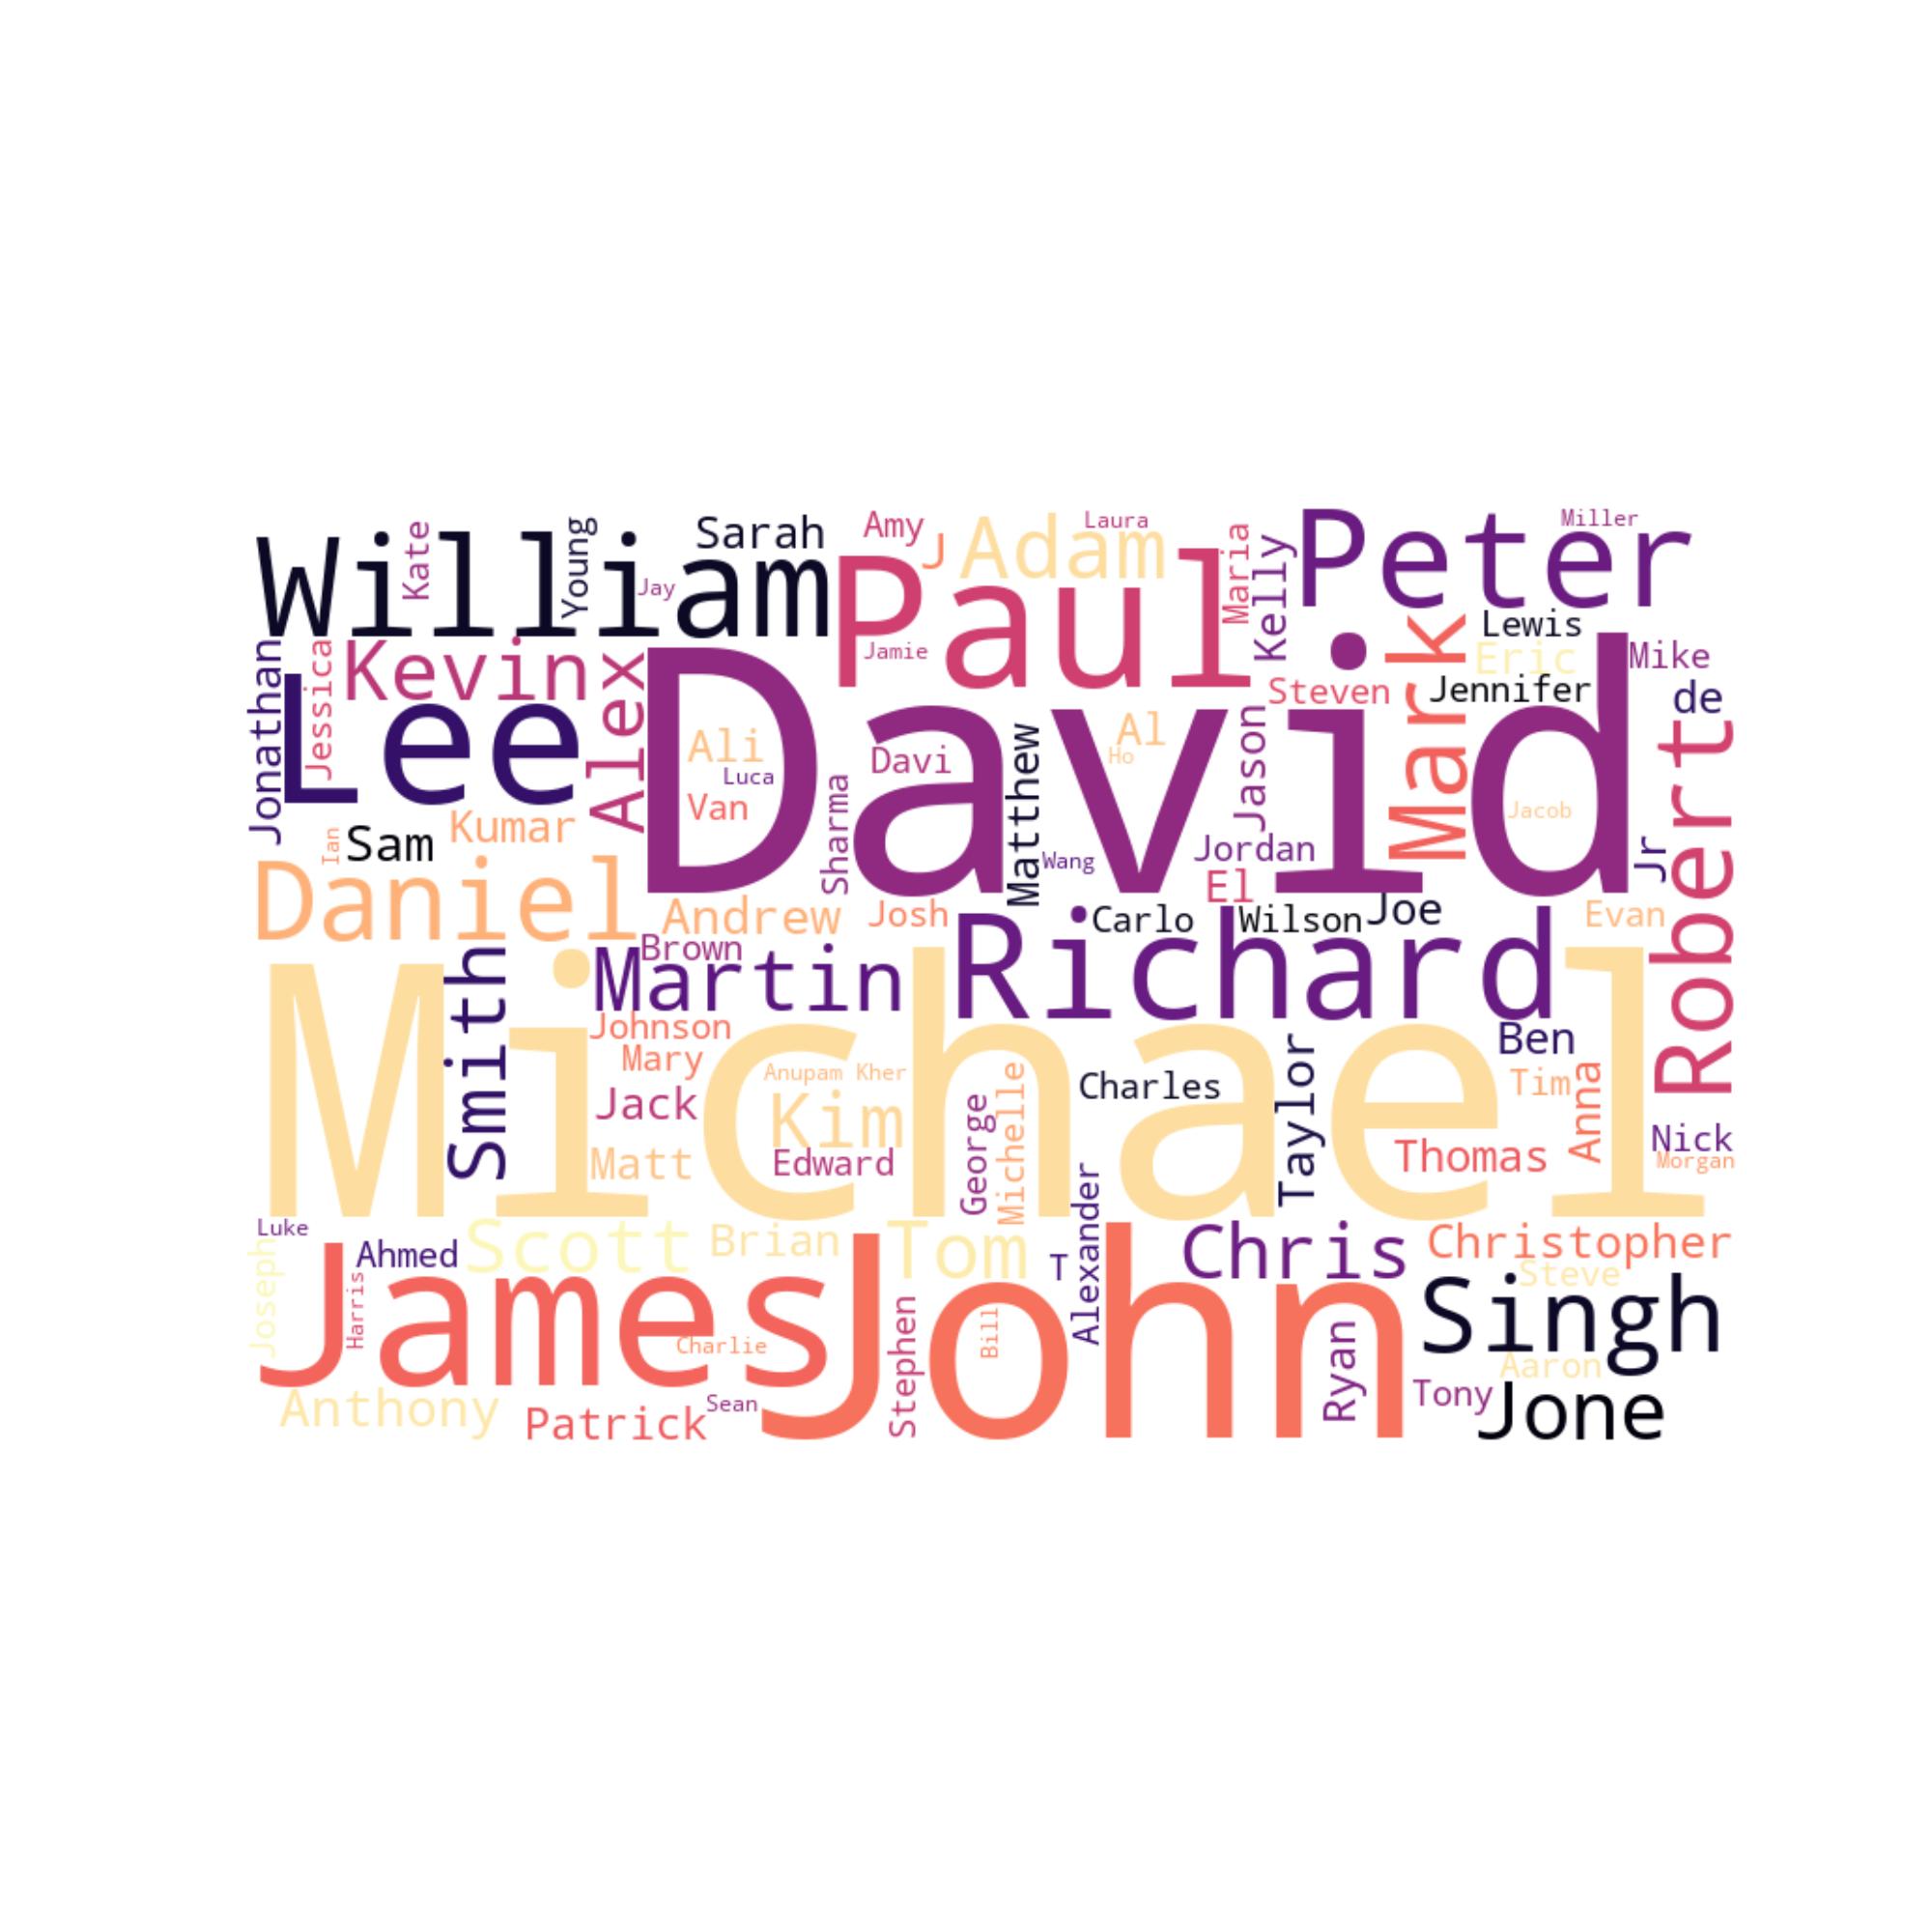 William
Kate
Young
Jay
Sarah
Amy
J
Adam
Laura
Paul
Jamie
Maria
Kelly
Peter
Miller
Lewis
Eric
Mike
Jonathan
Jessica
Kevin
Lee
Alex
David
Ali
Luca
Van
Davi
Sharma
Matthew
Al
Ho
Wang
Jason
Steven
Jennifer
Mark
de
Jacob
Jordan
El
Jr
Robert
Ian
Sam
Kumar
Daniel
Andrew
Josh
Carlo
Wilson
Joe
Evan
Brown
Martin
Richard
Smith
Michael
Johnson
Mary
Jack
Matt
Anupam Kher
Kim
Edward
George
Michelle
Charles
Taylor
Ben
Tim
Anna
Thomas
Nick
Morgan
Luke
Joseph
Ahmed
Harris
Scott
Brian
Tom
T
Alexander
Chris
Christopher
Steve
James
Charlie
John
Bill
Stephen
Ryan
Singh
Aaron
Tony
Jone
Anthony
Patrick
Sean